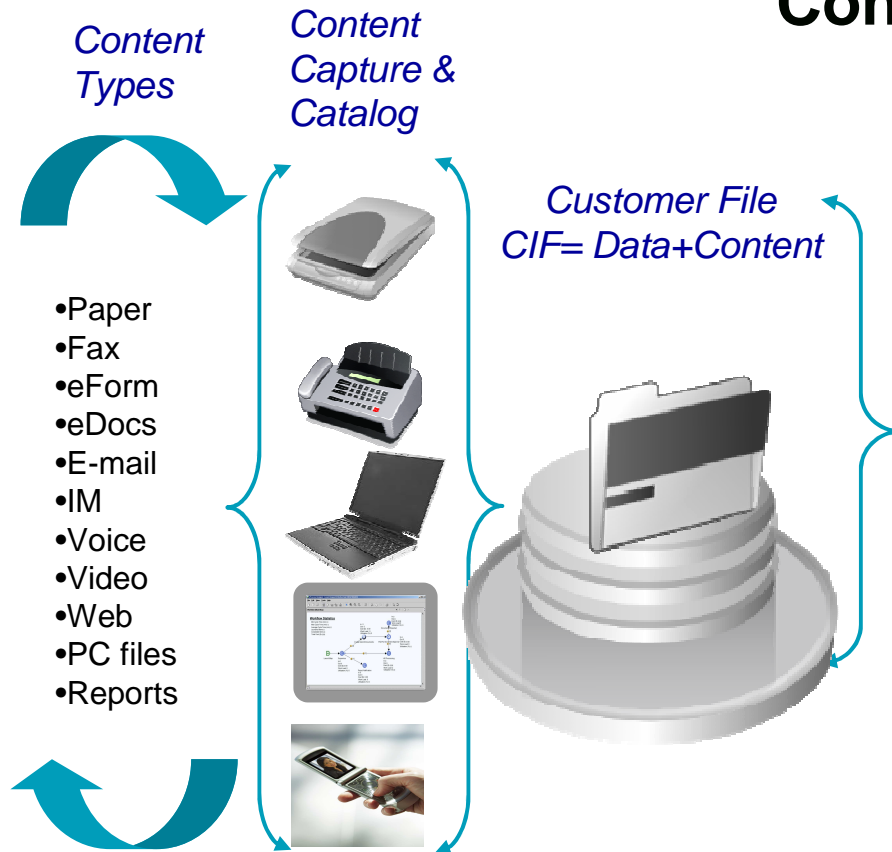 Con
Content
Types
Content
Capture &
Catalog
Customer File
CIF= Data+Content
•Paper
•Fax
•eForm
•eDocs
•E-mail
•IM
•Voice
•Video
•Web
•PC files
•Reports